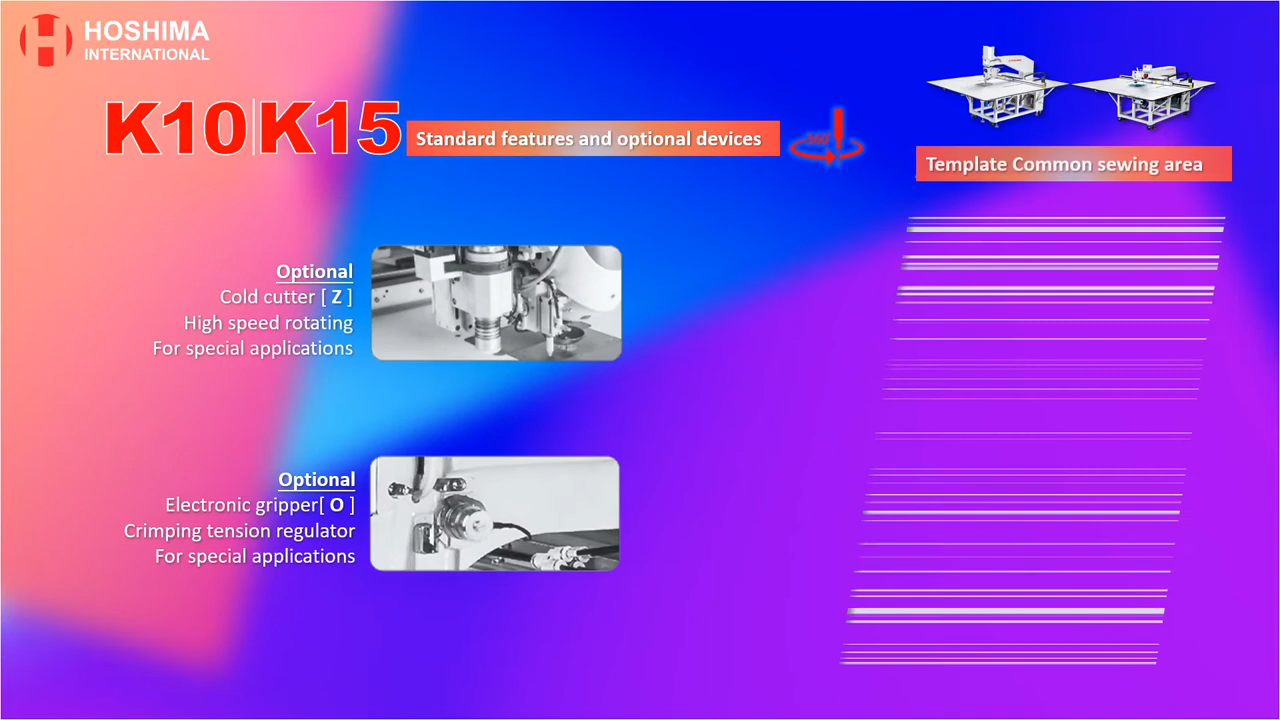 HOSHIMA
INTERNATIONAL
K10 K15
Standard features and optional devices
360°
Template Common sewing area
Optional
Cold cutter [ Z ]
High speed rotating
For special applications
Optional
Electronic gripper[ O ]
Crimping tension regulator
For special applications